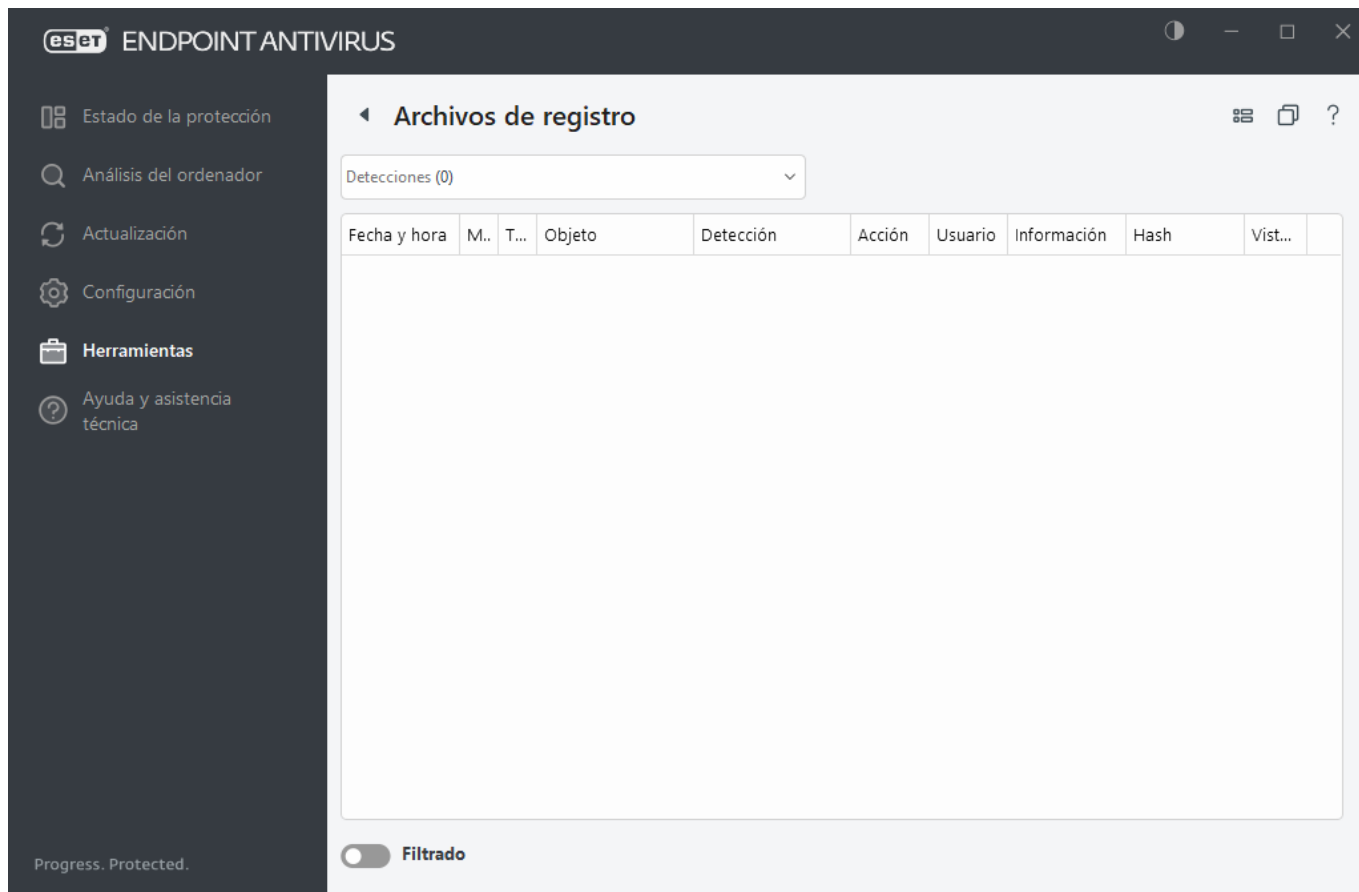 eset ENDPOINT ANTIVIRUS
Estado de la protección
Análisis del ordenador
Actualización
Configuración
Herramientas
Ayuda y asistencia
técnica
Progress. Protected.
Archivos de registro
?
Detecciones (0)
Fecha y hora M.. T... Objeto Detección Acción Usuario Información Hash Vist...
Filtrado